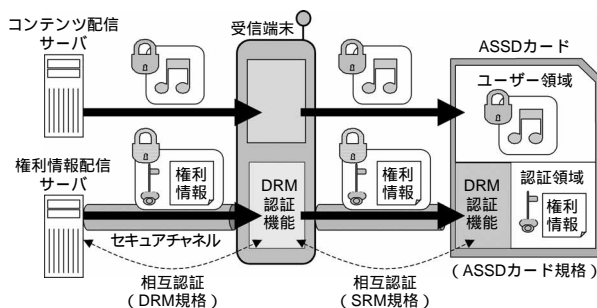 コンテンツ配信
サーバ
受信端末
ASSDカード
ユーザー領域
権利情報配信
サーバ
権利
情報
DRM
認証
機能
権利
情報
DRM
認証
機能
認証領域
権利
情報
セキュアチャネル
相互認証
(DRM規格)
相互認証
(SRM規格)
(ASSDカード規格)